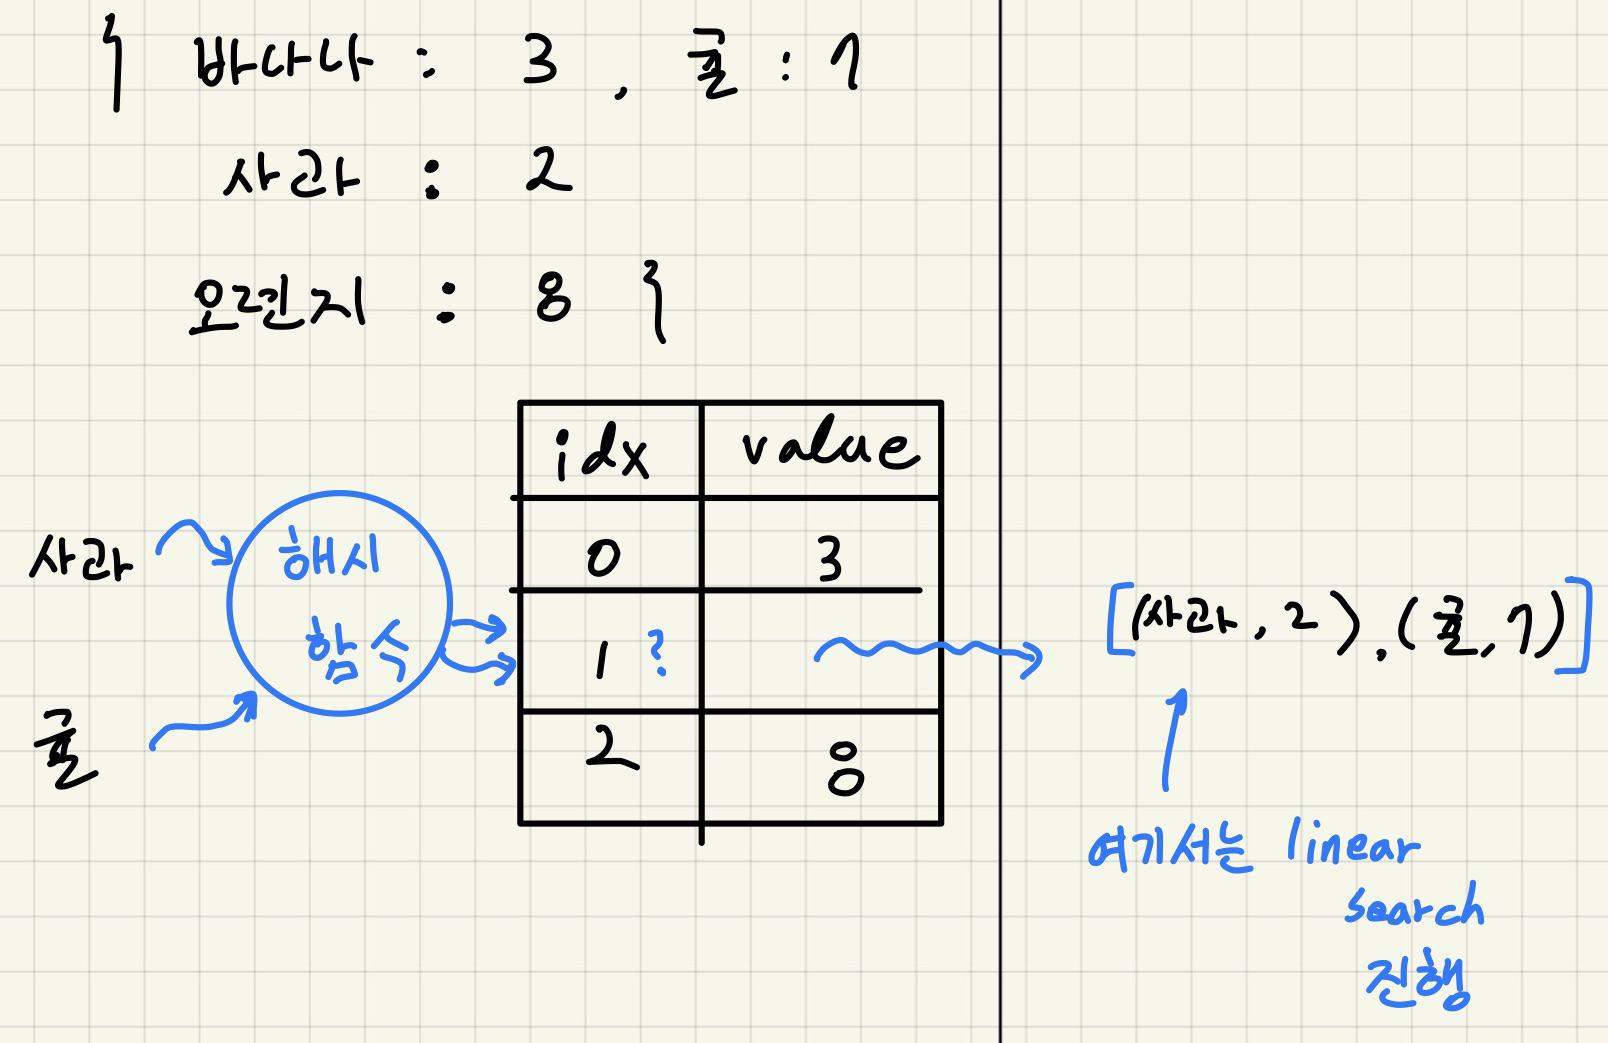 { 바나나 : 3 , 귤 : 7
사과 : 2
오렌지 : 8 }
idx value
0 3
1 ?
2 8
사과
귤
해시
함수
[(사과, 2), (귤, 7)]
여기서는 linear
search
진행